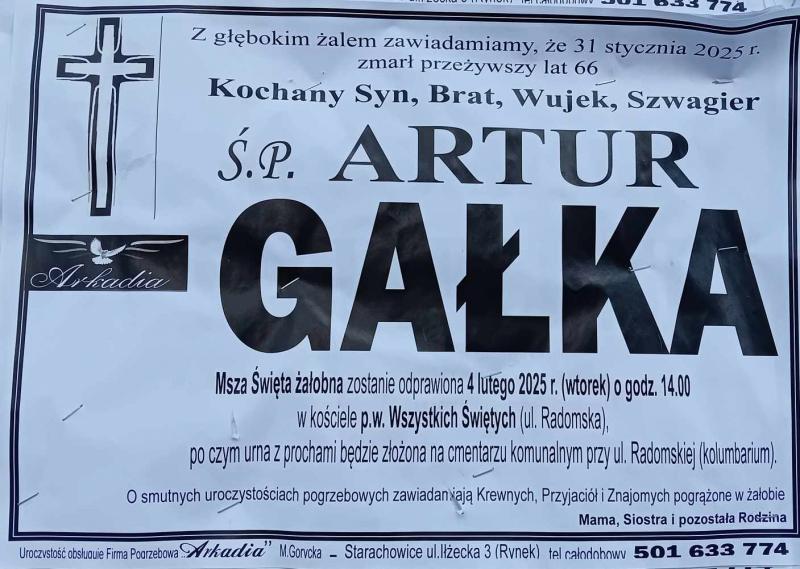 501 633 774
Z głębokim żalem zawiadamiamy, że 31 stycznia 2025 r.
zmarł przeżywszy lat 66
Kochany Syn, Brat, Wujek, Szwagier
Ś.P. ARTUR
GAŁKA
Arkadia
Msza Święta żałobna zostanie odprawiona 4 lutego 2025 r. (wtorek) o godz. 14.00
w kościele p.w. Wszystkich Świętych (ul. Radomska),
po czym urna z prochami będzie złożona na cmentarzu komunalnym przy ul. Radomskiej (kolumbarium).
O smutnych uroczystościach pogrzebowych zawiadamiają Krewnych, Przyjaciół i Znajomych pogrążone w żałobie
Mama, Siostra i pozostała Rodzina
Uroczystość obsługuje Firma Pogrzebowa "Arkadia" M.Gorycka – Starachowice ul.Iłżecka 3 (Rynek) tel.całodobowy 501 633 774